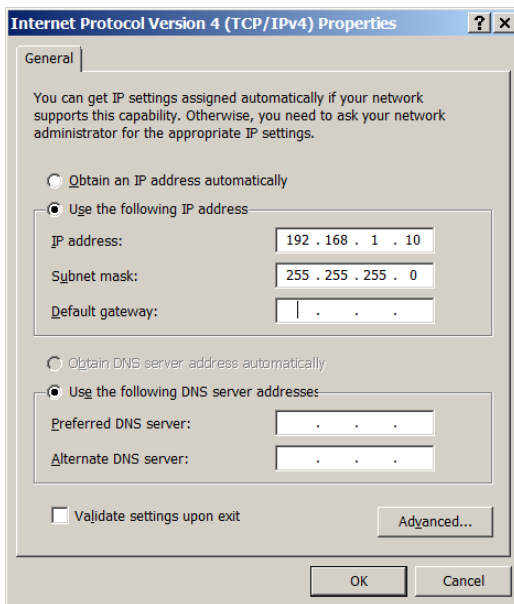 Internet Protocol Version 4 (TCP/IPv4) Properties
General
You can get IP settings assigned automatically if your network
supports this capability. Otherwise, you need to ask your network
administrator for the appropriate IP settings.
Obtain an IP address automatically
Use the following IP address
IP address: 192 . 168 . 1 . 10
Subnet mask: 255 . 255 . 255 . 0
Default gateway: . . .
Obtain DNS server address automatically
Use the following DNS server addresses:
Preferred DNS server: . . .
Alternate DNS server: . . .
Validate settings upon exit
Advanced...
OK Cancel